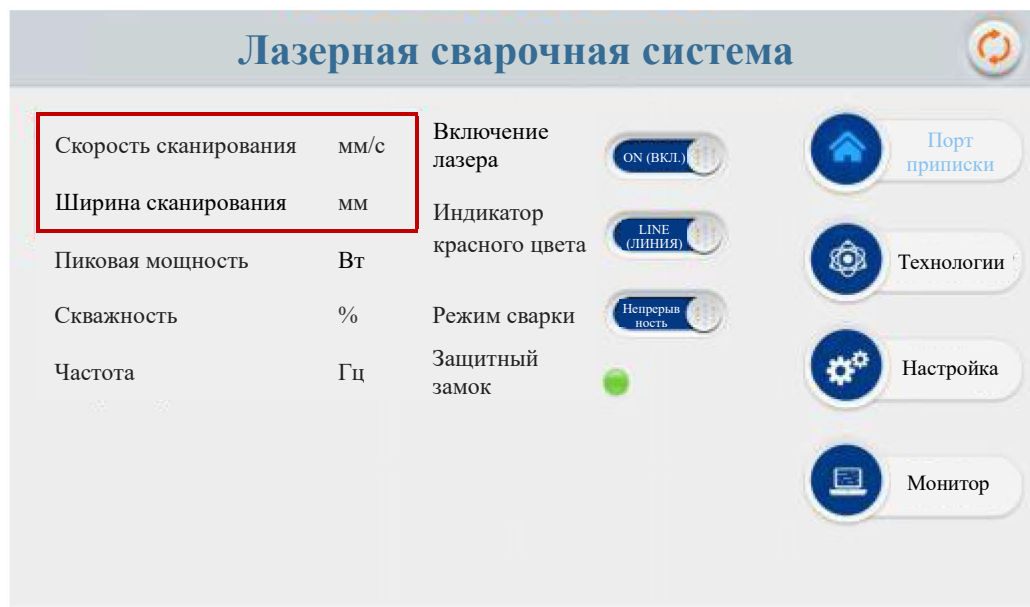 Лазерная сварочная система
Скорость сканирования мм/с
Ширина сканирования мм
Пиковая мощность Вт
Скважность %
Частота Гц
Включение
лазера
ON (ВКЛ.)
Индикатор
красного цвета
LINE
(ЛИНИЯ)
Режим сварки
Непрерыв
ность
Защитный
замок
Порт
приписки
Технологии
Настройка
Монитор